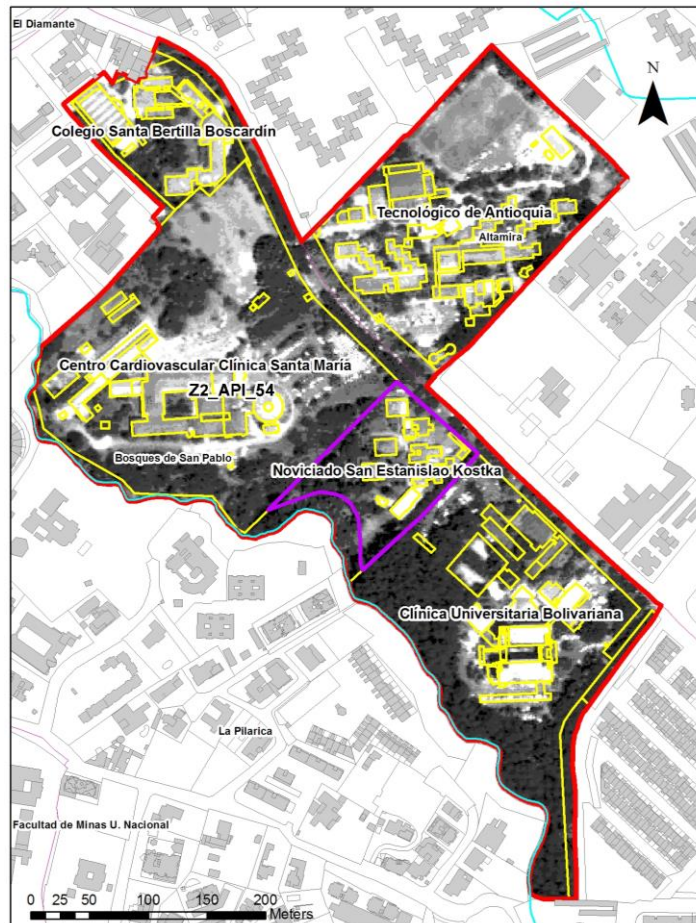 El Diamante
N
Colegio Santa Bertilla Boscardín
Tecnológico de Antioquia
Altamira
Centro Cardiovascular Clínica Santa María
Z2_API_54
Bosques de San Pablo
Noviciado San Estanislao Kostka
Clínica Universitaria Bolivariana
La Pilarica
Facultad de Minas U. Nacional
0 25 50 100 150 200
Meters